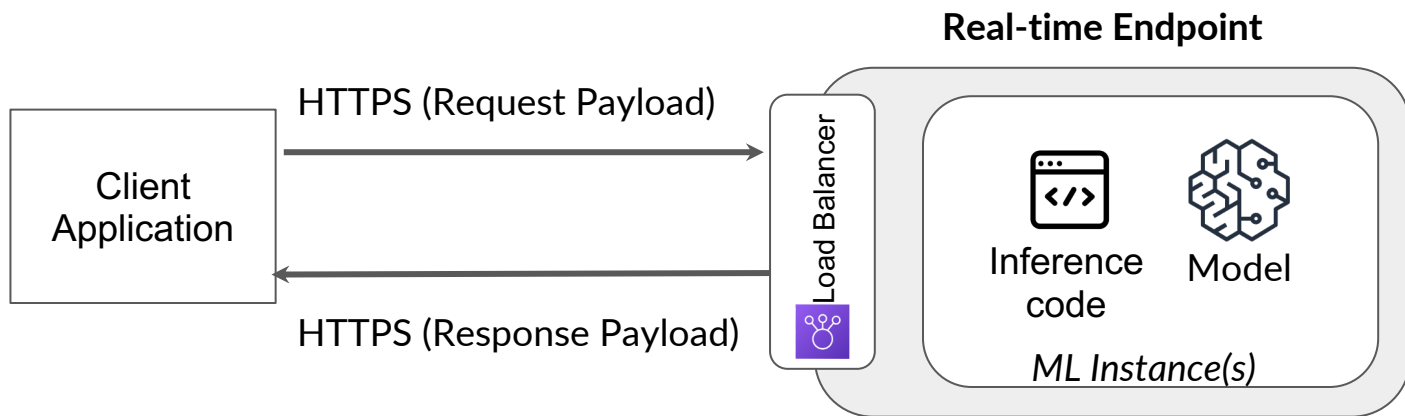 Real-time Endpoint
HTTPS (Request Payload)
Client
Application
Load Balancer
Inference
code
Model
HTTPS (Response Payload)
ML Instance(s)